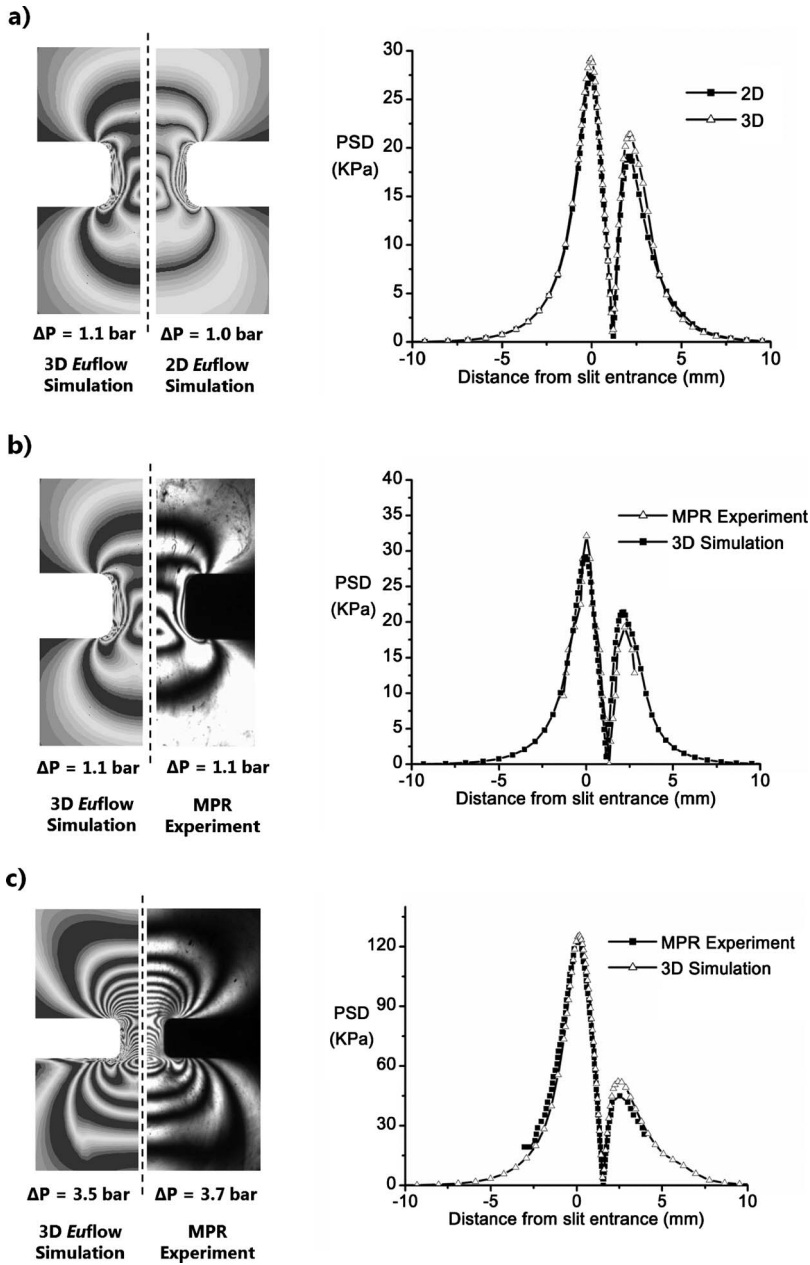 a)
ΔP = 1.1 bar
ΔP = 1.0 bar
3D Euflow
Simulation
2D Euflow
Simulation
PSD
(KPa)
30
25
20
15
10
5
0
-10
-5
0
5
10
Distance from slit entrance (mm)
2D
3D
b)
ΔP = 1.1 bar
ΔP = 1.1 bar
3D Euflow
Simulation
MPR
Experiment
PSD
(KPa)
40
35
30
25
20
15
10
5
0
-10
-5
0
5
10
Distance from slit entrance (mm)
MPR Experiment
3D Simulation
c)
ΔP = 3.5 bar
ΔP = 3.7 bar
3D Euflow
Simulation
MPR
Experiment
PSD
(KPa)
120
90
60
30
0
-10
-5
0
5
10
Distance from slit entrance (mm)
MPR Experiment
3D Simulation